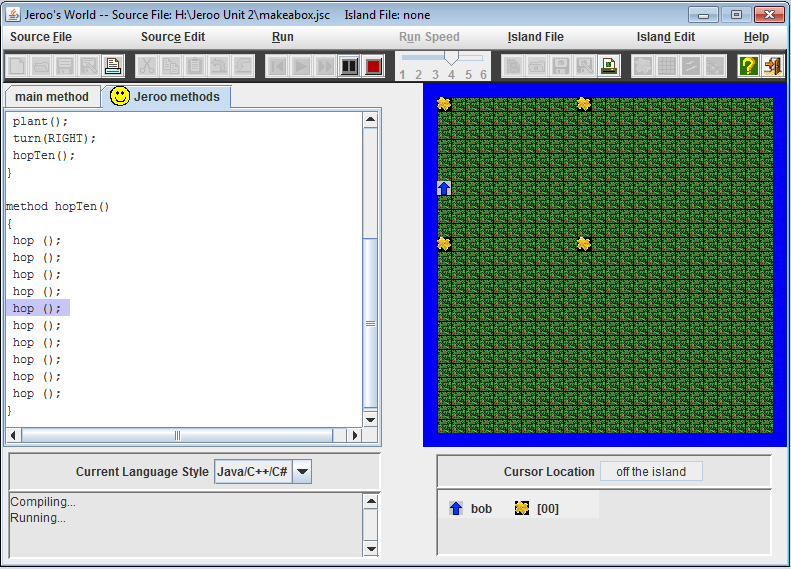 Jeroo's World -- Source File: H:\Jeroo Unit 2\makeabox.jsc     Island File: none
Source File Source Edit Run Run Speed Island File Island Edit Help
1 2 3 4 5 6
main method Jeroo methods
plant();
turn(RIGHT);
hopTen();
}
method hopTen()
{
hop ();
hop ();
hop ();
hop ();
hop ();
hop ();
hop ();
hop ();
hop ();
hop ();
}
Current Language Style Java/C++/C#
Compiling...
Running...
Cursor Location off the island
bob [00]